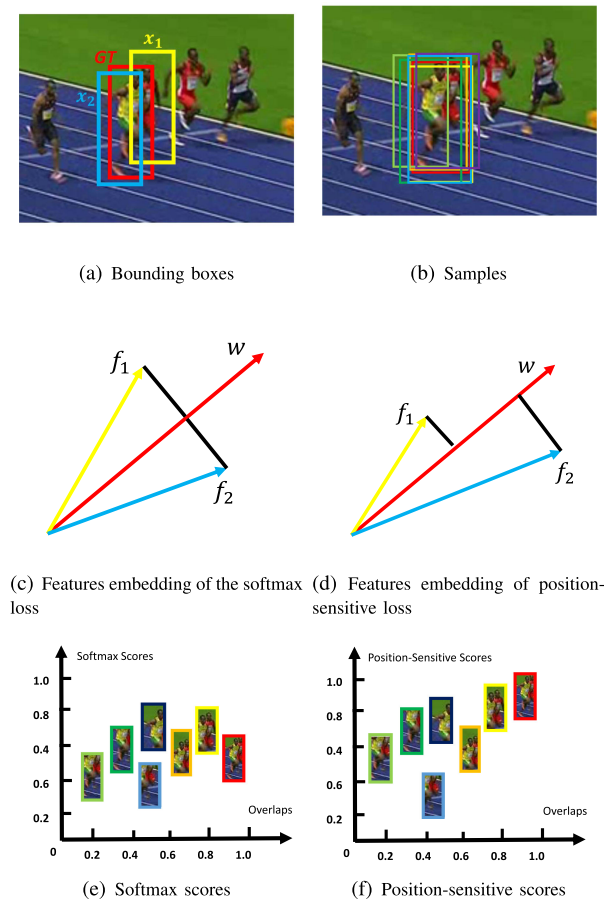 GT
x₁
x₂
(a) Bounding boxes
(b) Samples
f₁
w
f₂
f₁
w
f₂
(c) Features embedding of the softmax loss
(d) Features embedding of position-sensitive loss
Softmax Scores
1.0
0.8
0.4
0.6
0.2
0
0.2
0.4
0.6
0.8
1.0
Overlaps
Position-Sensitive Scores
1.0
0.8
0.4
0.6
0.2
0
0.2
0.4
0.6
0.8
1.0
Overlaps
(e) Softmax scores
(f) Position-sensitive scores